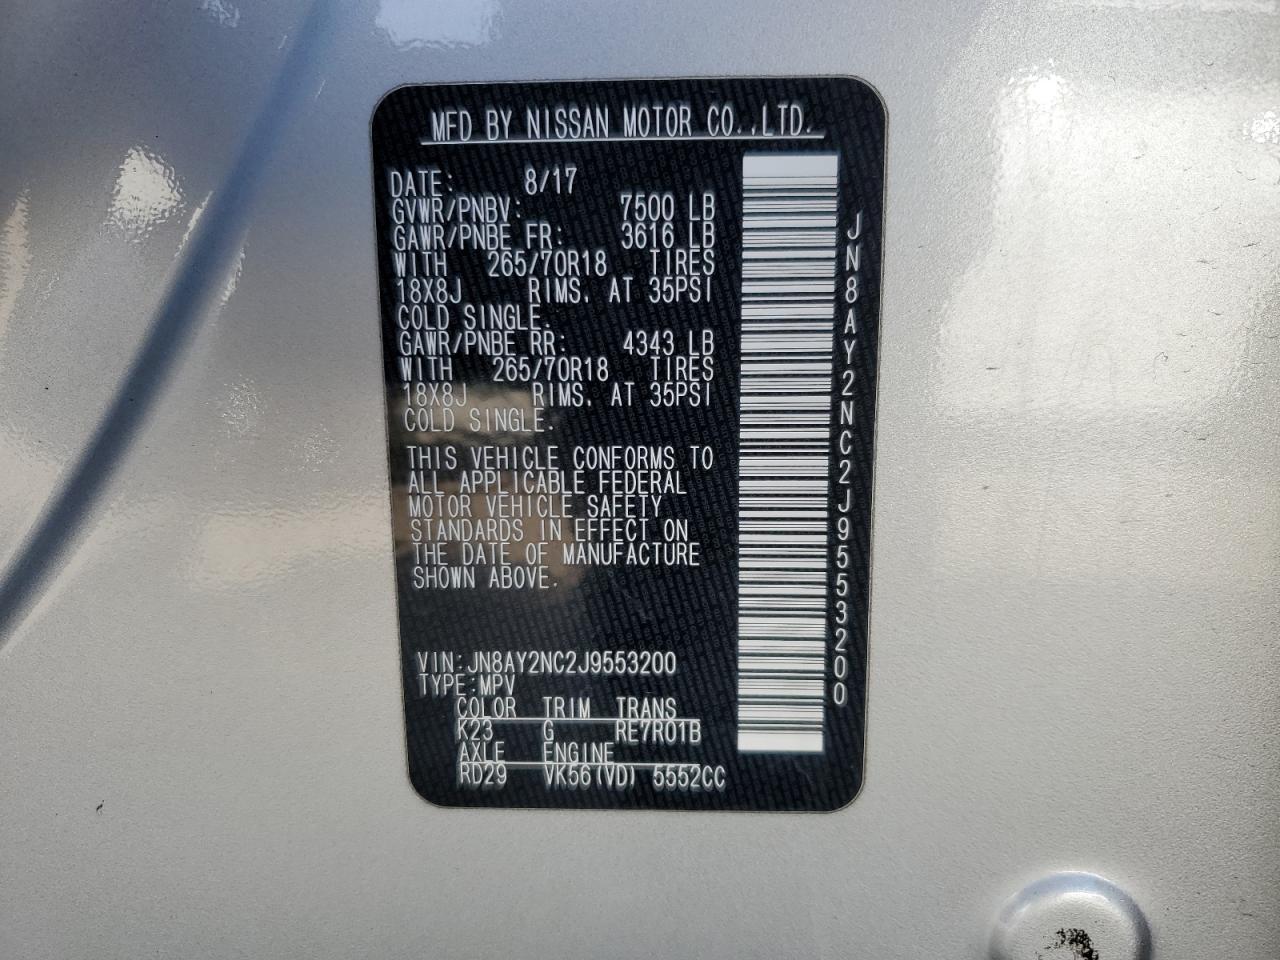 MFD BY NISSAN MOTOR CO.,LTD.
DATE: 8/17
GVWR/PNBV: 7500 LB
GAWR/PNBE FR: 3616 LB
WITH 265/70R18 TIRES
18X8J RIMS. AT 35PSI
COLD SINGLE.
GAWR/PNBE RR: 4343 LB
WITH 265/70R18 TIRES
18X8J RIMS. AT 35PSI
COLD SINGLE.
THIS VEHICLE CONFORMS TO
ALL APPLICABLE FEDERAL
MOTOR VEHICLE SAFETY
STANDARDS IN EFFECT ON
THE DATE OF MANUFACTURE
SHOWN ABOVE.
VIN:JN8AY2NC2J9553200
TYPE:MPV
COLOR TRIM TRANS
K23 G RE7R01B
AXLE ENGINE
RD29 VK56(VD) 5552CC
JN8AY2NC2J9553200